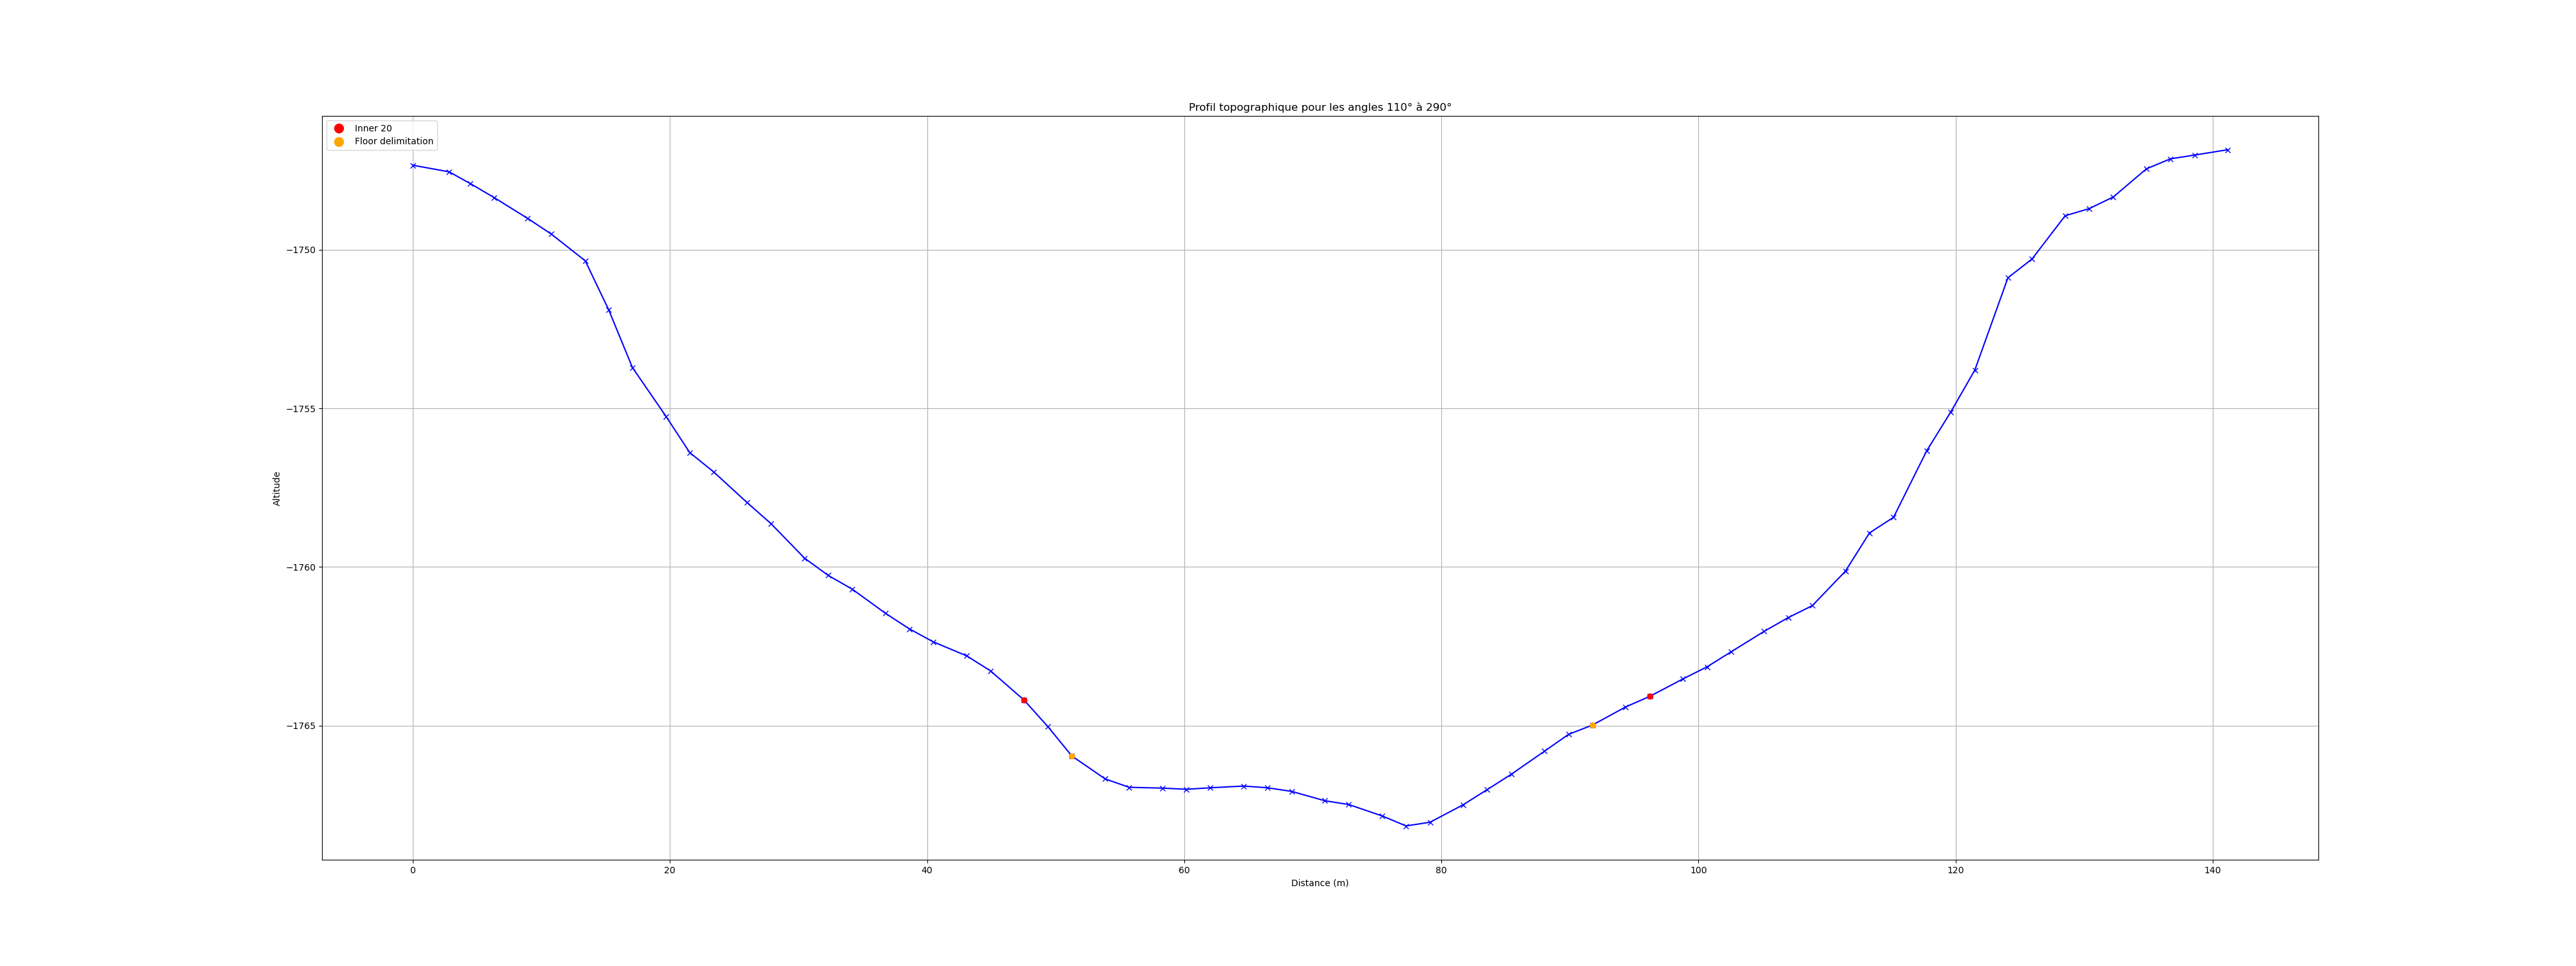 Profil topographique pour les angles 110° à 290°
Inner 20
Floor delimitation
−1750
−1755
−1760
−1765
Altitude
0 20 40 60 80 100 120 140
Distance (m)